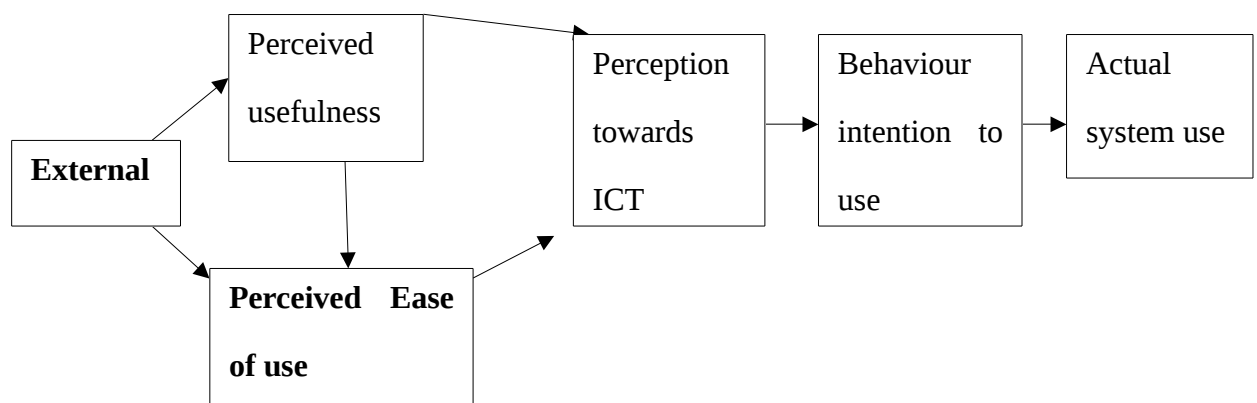 Perceived
usefulness
Perception
towards
ICT
Behaviour
intention to
use
Actual
system use
External
Perceived Ease
of use